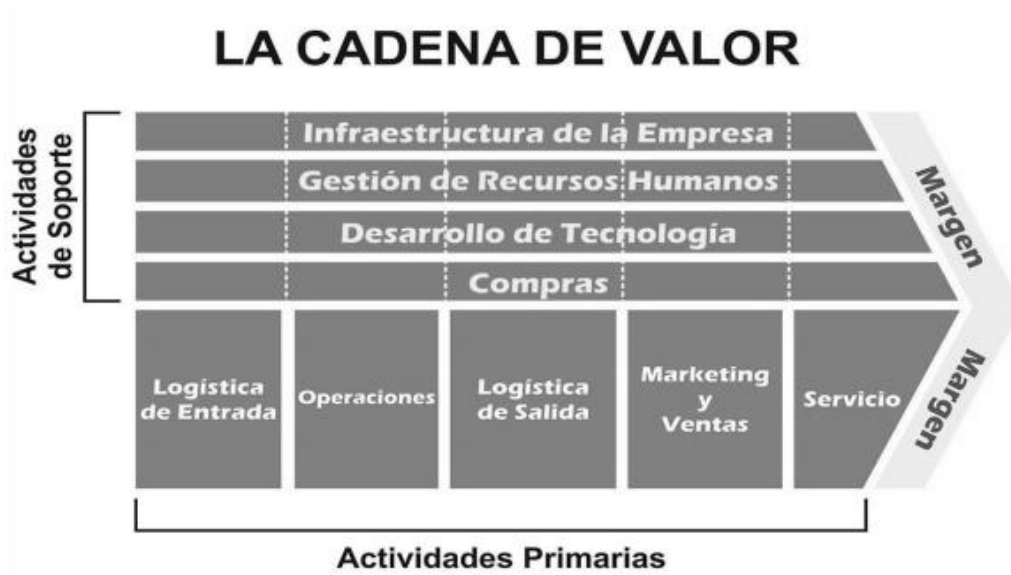 LA CADENA DE VALOR
Actividades
de Soporte
Infraestructura de la Empresa
Gestión de Recursos Humanos
Desarrollo de Tecnología
Compras
Margen
Logística
de Entrada
Operaciones
Logística
de Salida
Marketing
y
Ventas
Servicio
Margen
Actividades Primarias